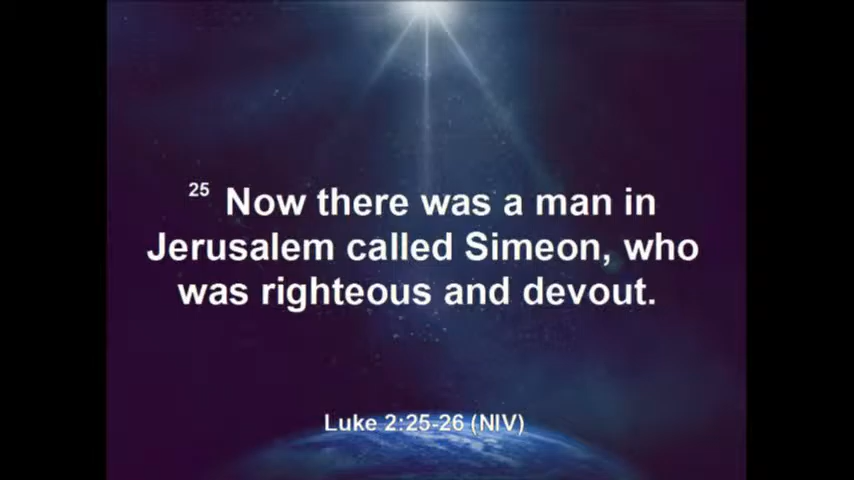 25 Now there was a man in
Jerusalem called Simeon, who
was righteous and devout.
Luke 2:25-26 (NIV)